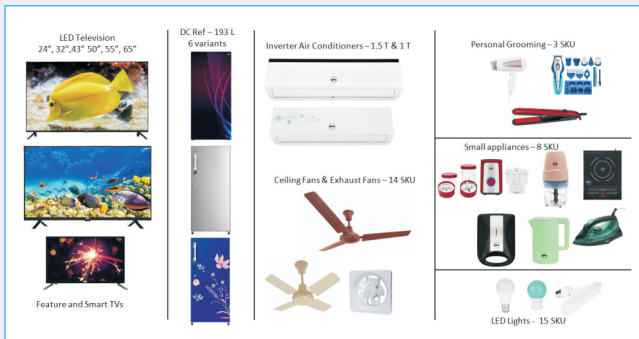 LED Television
24”, 32”,43” 50”, 55”, 65”
Feature and Smart TVs
DC Ref – 193 L
6 variants
Inverter Air Conditioners – 1.5 T & 1 T
Ceiling Fans & Exhaust Fans – 14 SKU
Personal Grooming – 3 SKU
Small appliances – 8 SKU
LED Lights - 15 SKU